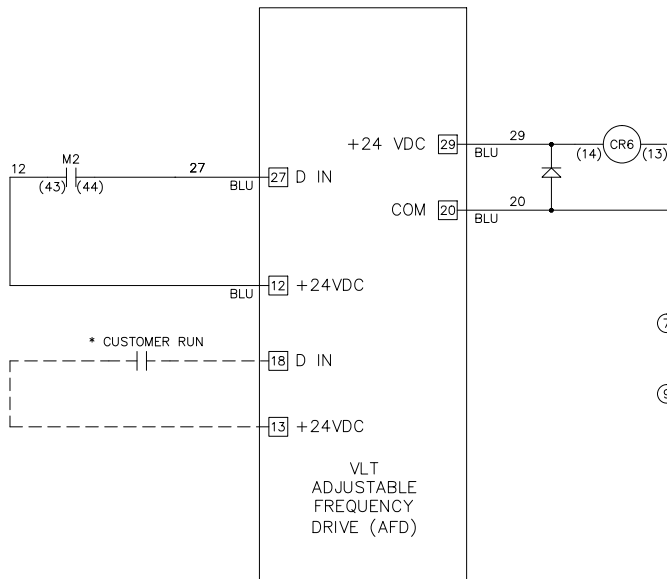 +24 VDC 29 29 BLU (14) CR6 (13)
12 M2 (43) (44) 27 BLU 27 D IN
COM 20 20 BLU
BLU 12 +24VDC
* CUSTOMER RUN
18 D IN
13 +24VDC
VLT
ADJUSTABLE
FREQUENCY
DRIVE (AFD)